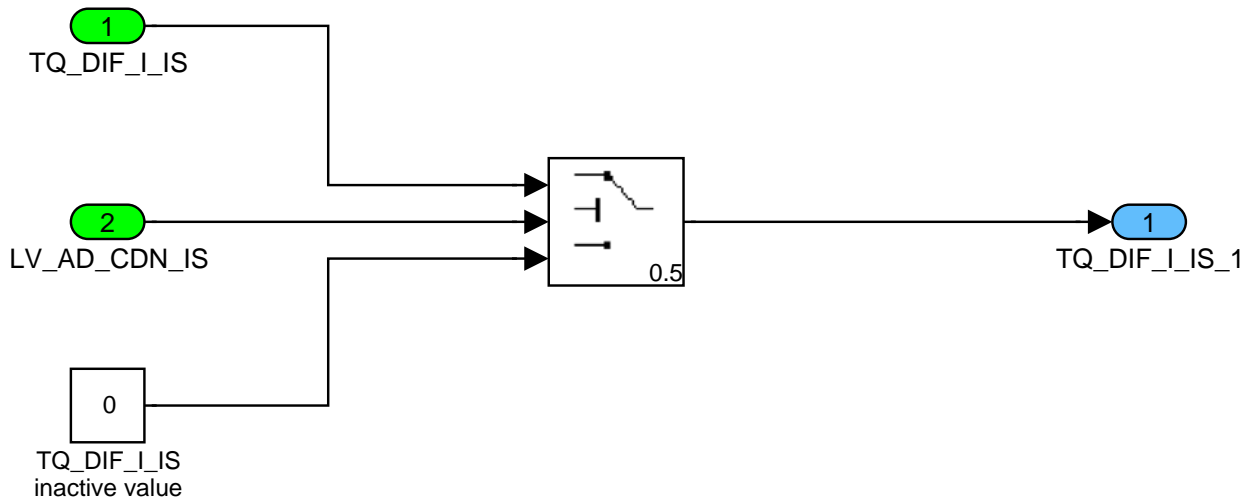 1
TQ_DIF_I_IS
2
LV_AD_CDN_IS
0
TQ_DIF_I_IS
inactive value
0.5
1
TQ_DIF_I_IS_1